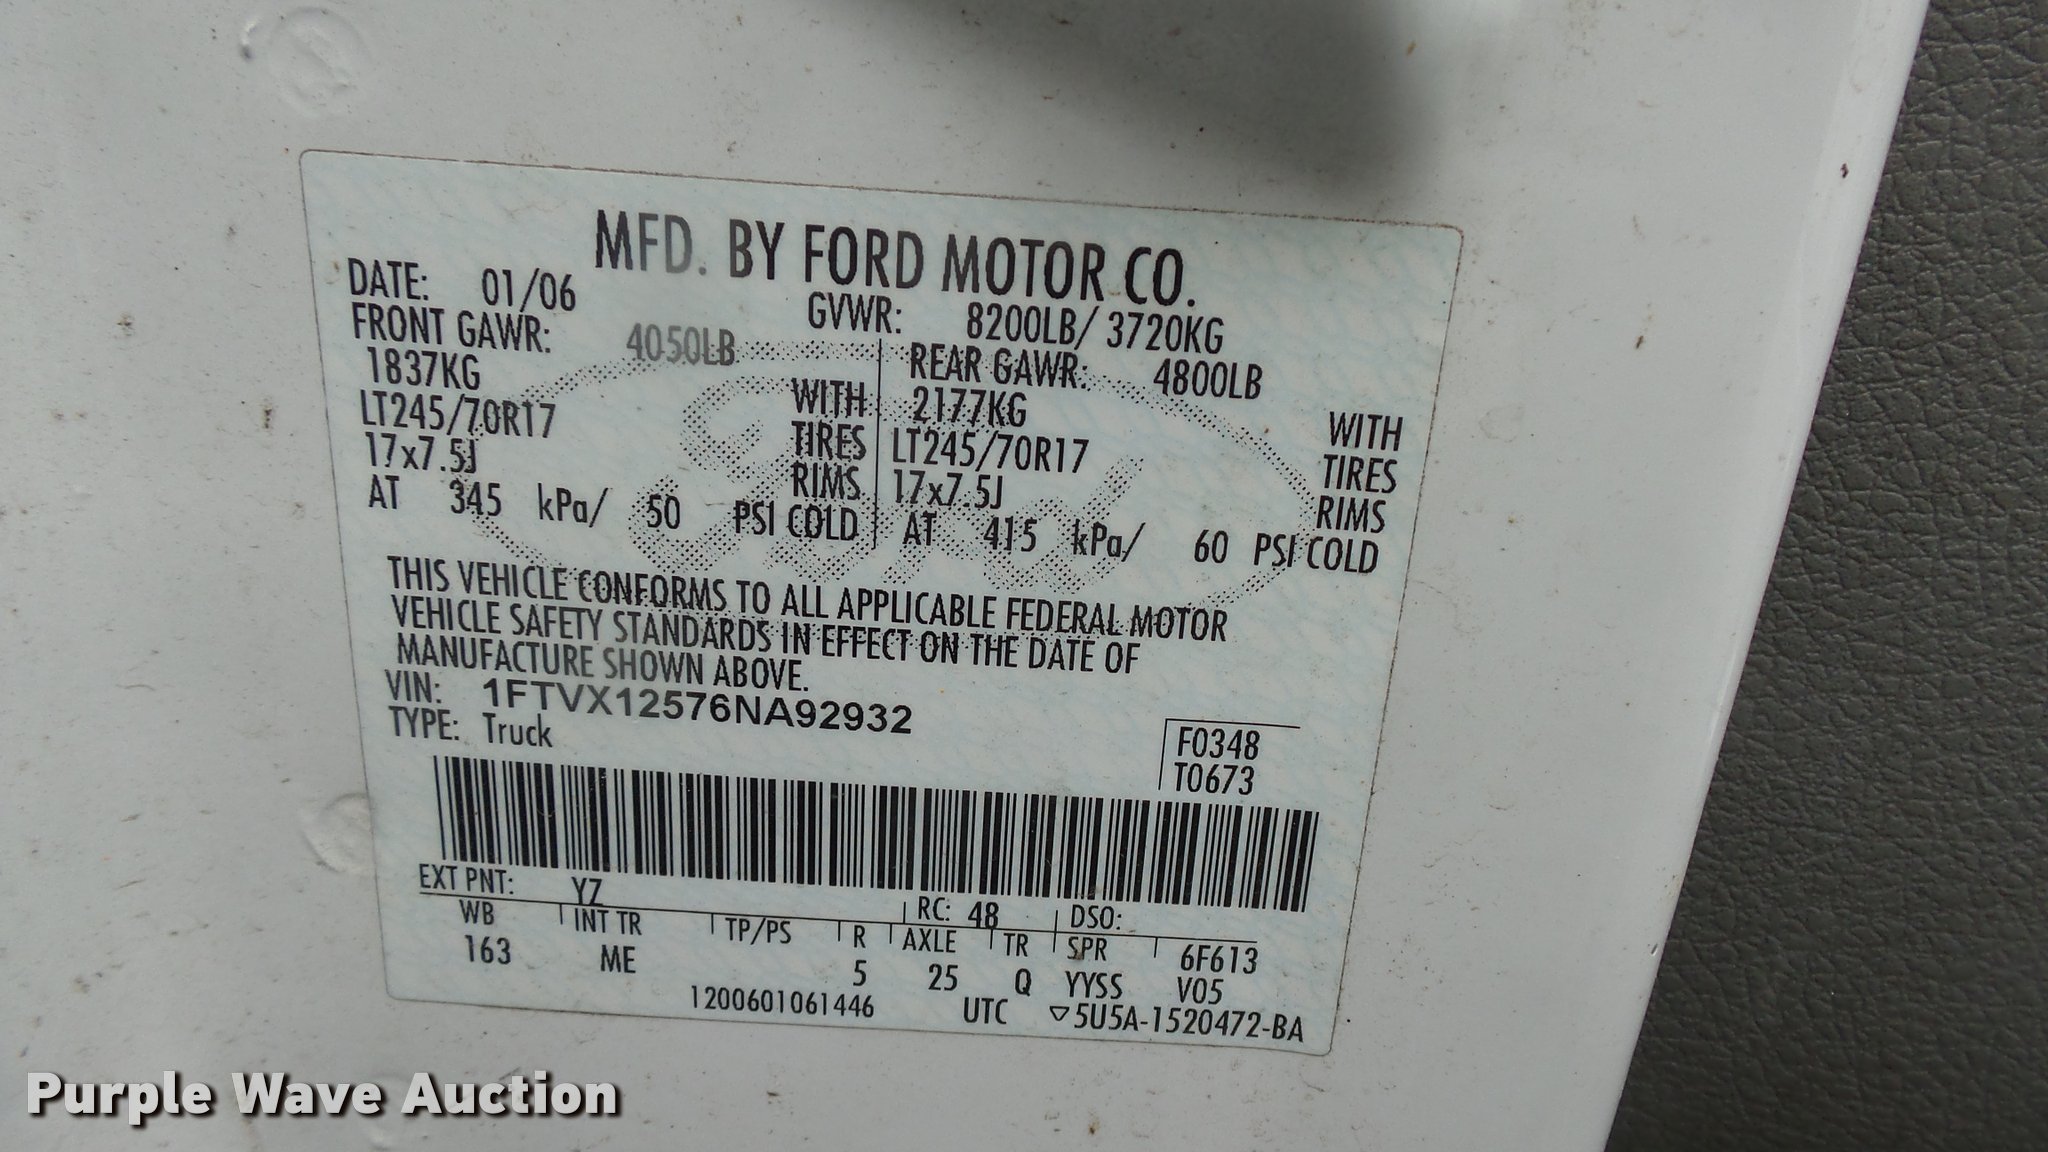 MFD. BY FORD MOTOR CO.
DATE: 01/06 GVWR: 8200LB/ 3720KG
FRONT GAWR: 4050LB REAR GAWR: 4800LB
1837KG WITH 2177KG WITH
LT245/70R17 TIRES LT245/70R17 TIRES
17x7.5J RIMS 17x7.5J RIMS
AT 345 kPa/ 50 PSI COLD AT 415 kPa/ 60 PSI COLD
THIS VEHICLE CONFORMS TO ALL APPLICABLE FEDERAL MOTOR
VEHICLE SAFETY STANDARDS IN EFFECT ON THE DATE OF
MANUFACTURE SHOWN ABOVE.
VIN: 1FTVX12576NA92932
TYPE: Truck
F0348
T0673
EXT PNT: YZ RC: 48 DSO:
WB INT TR TP/PS R AXLE TR SPR 6F613
163 ME 5 25 Q YYSS V05
1200601061446 UTC ▽5U5A-1520472-BA
Ford
Purple Wave Auction